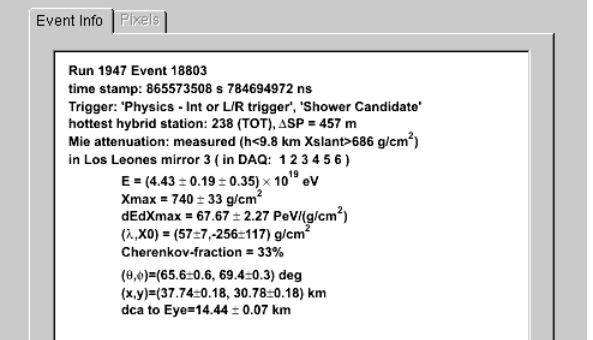 Event Info Pixels
Run 1947 Event 18803
time stamp: 865573508 s 784694972 ns
Trigger: 'Physics - Int or L/R trigger', 'Shower Candidate'
hottest hybrid station: 238 (TOT), ΔSP = 457 m
Mie attenuation: measured (h<9.8 km Xslant>686 g/cm²)
in Los Leones mirror 3 ( in DAQ: 1 2 3 4 5 6 )
E = (4.43 ± 0.19 ± 0.35) × 10¹⁹ eV
Xmax = 740 ± 33 g/cm²
dEdXmax = 67.67 ± 2.27 PeV/(g/cm²)
(λ,X0) = (57±7,-256±117) g/cm²
Cherenkov-fraction = 33%
(θ,ϕ)=(65.6±0.6, 69.4±0.3) deg
(x,y)=(37.74±0.18, 30.78±0.18) km
dca to Eye=14.44 ± 0.07 km